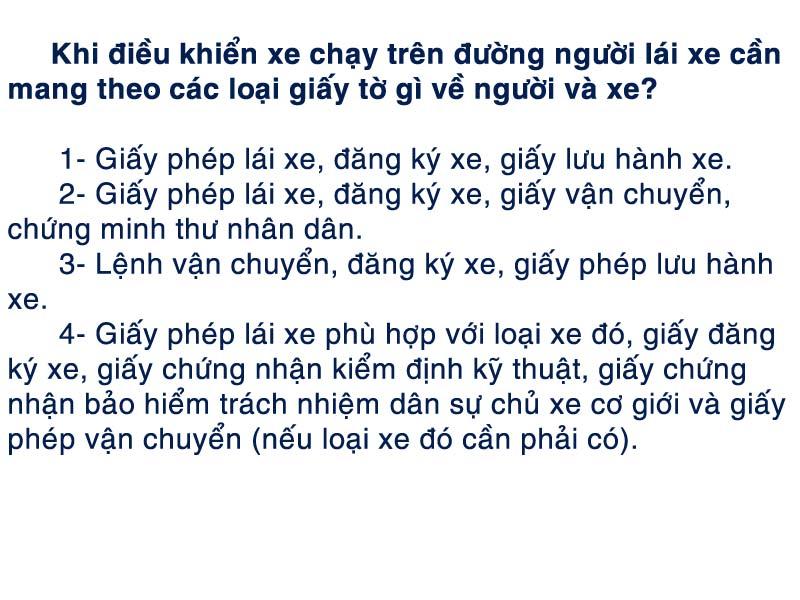 Khi điều khiển xe chạy trên đường người lái xe cần
mang theo các loại giấy tờ gì về người và xe?
1- Giấy phép lái xe, đăng ký xe, giấy lưu hành xe.
2- Giấy phép lái xe, đăng ký xe, giấy vận chuyển,
chứng minh thư nhân dân.
3- Lệnh vận chuyển, đăng ký xe, giấy phép lưu hành
xe.
4- Giấy phép lái xe phù hợp với loại xe đó, giấy đăng
ký xe, giấy chứng nhận kiểm định kỹ thuật, giấy chứng
nhận bảo hiểm trách nhiệm dân sự chủ xe cơ giới và giấy
phép vận chuyển (nếu loại xe đó cần phải có).